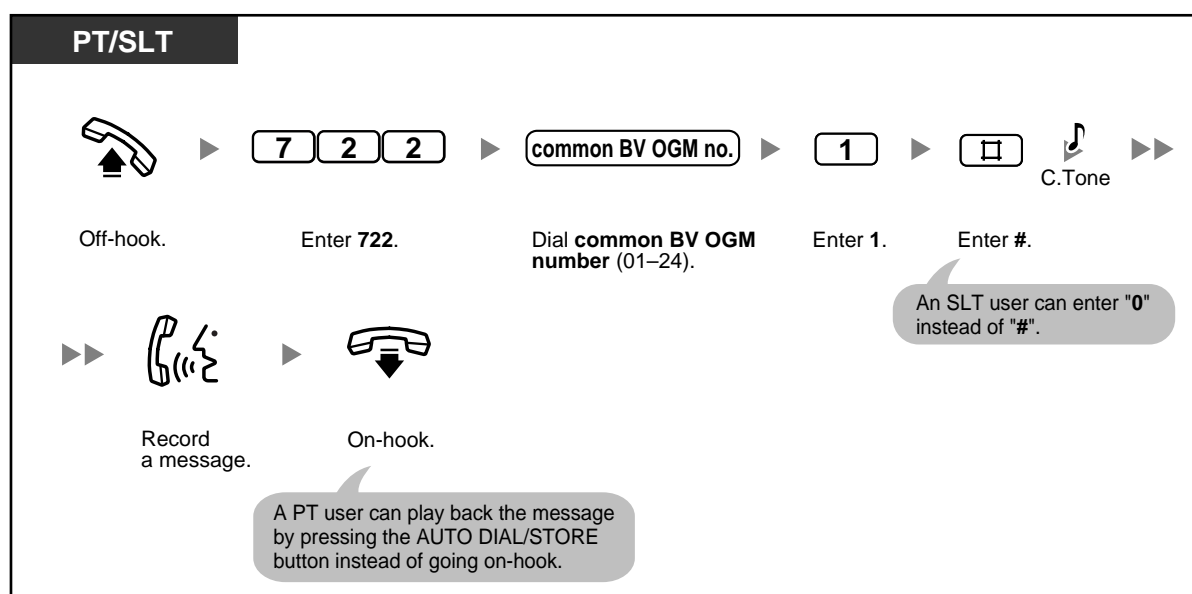 PT/SLT
7 2 2 common BV OGM no. 1 # C.Tone
Off-hook. Enter 722. Dial common BV OGM number (01–24). Enter 1. Enter #.
An SLT user can enter "0"
instead of "#".
Record
a message.
On-hook.
A PT user can play back the message
by pressing the AUTO DIAL/STORE
button instead of going on-hook.